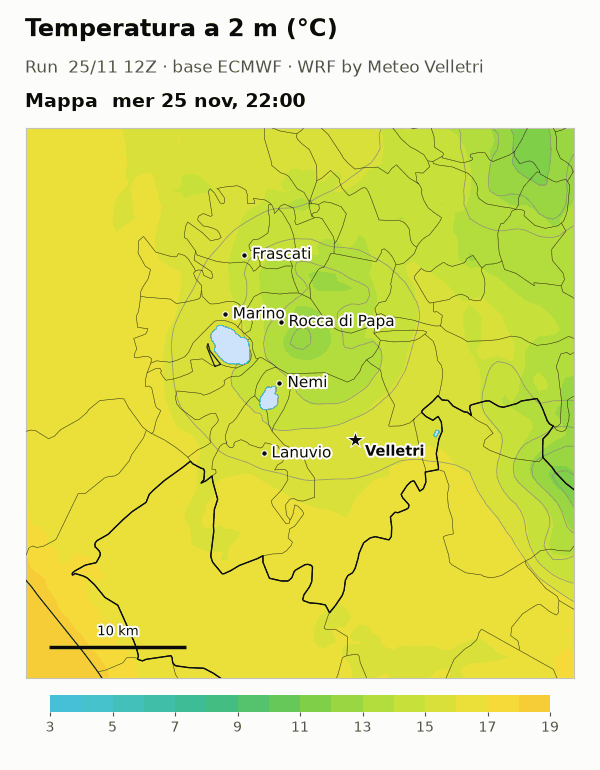 Temperatura a 2 m (°C)
Run 25/11 12Z · base ECMWF · WRF by Meteo Velletri
Mappa mer 25 nov, 22:00
Frascati
Marino
Rocca di Papa
Nemi
Velletri
Lanuvio
10 km
3 5 7 9 11 13 15 17 19